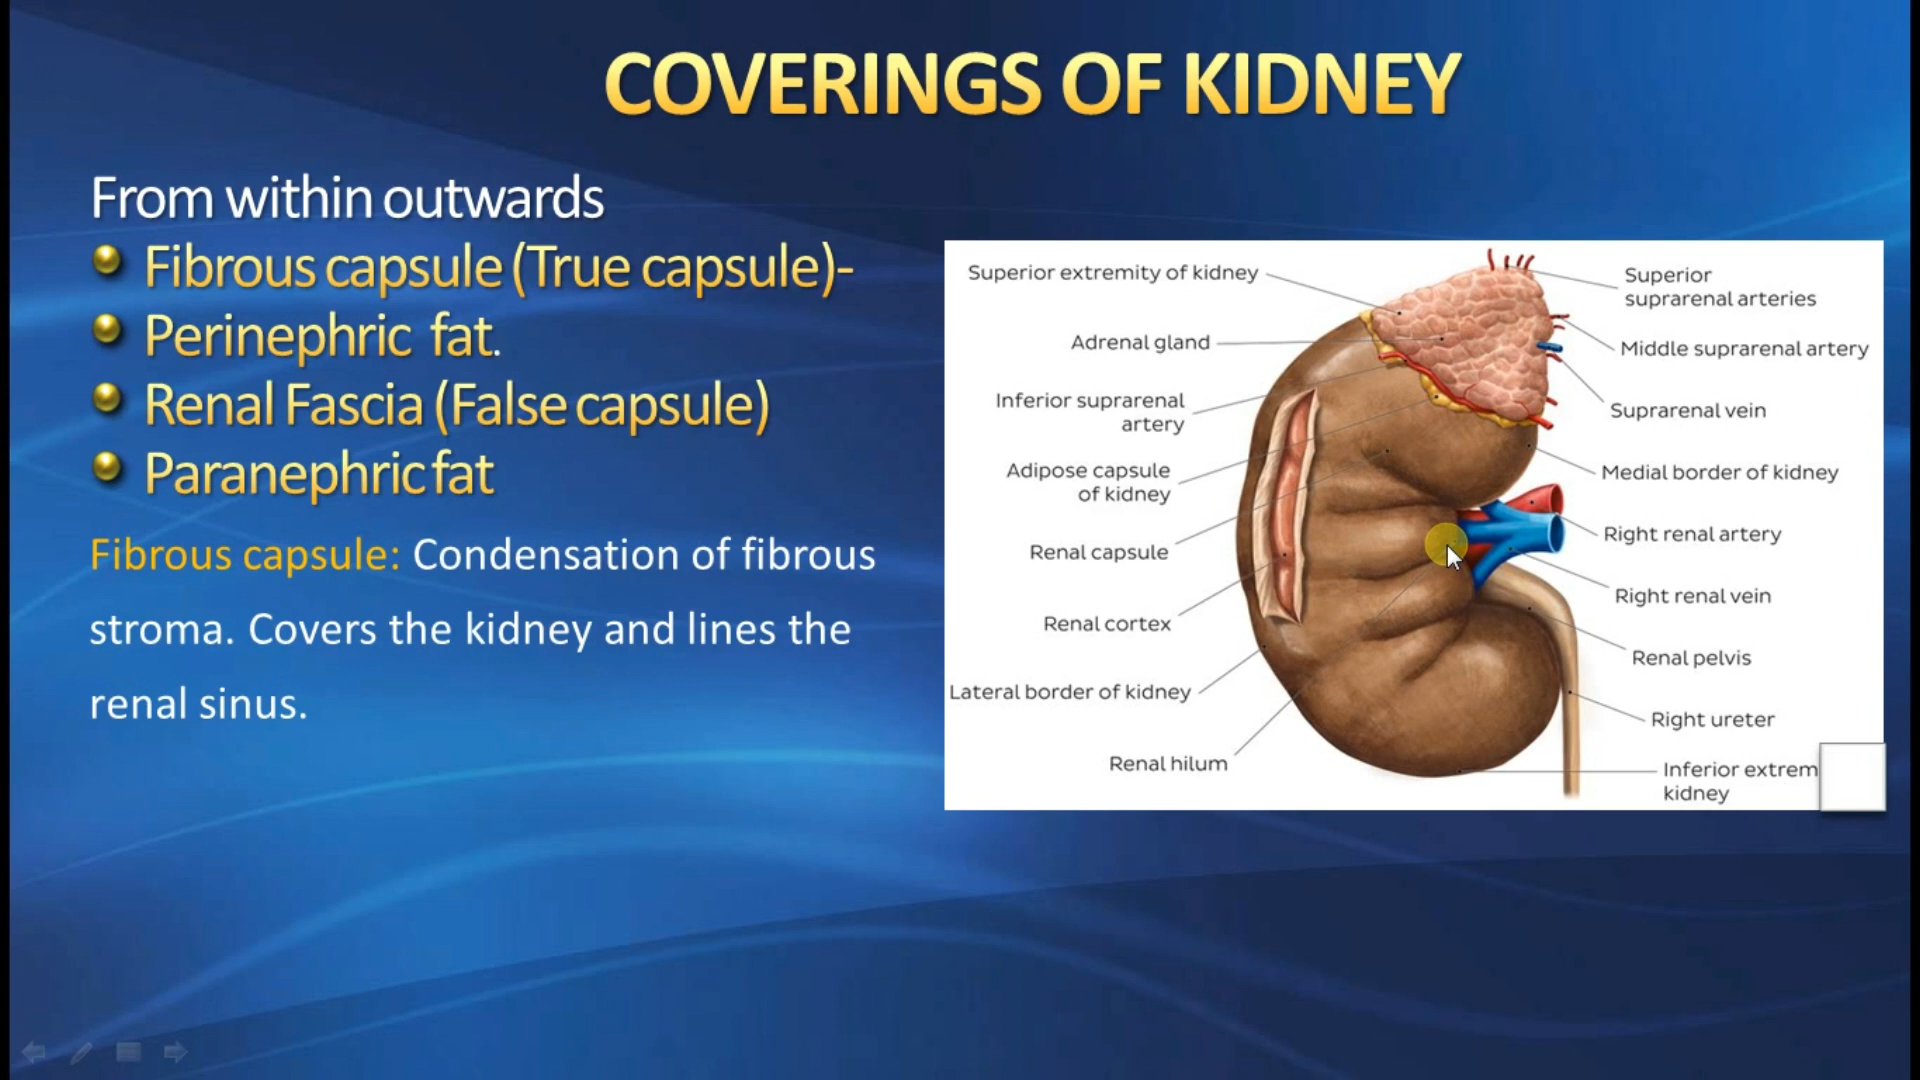 COVERINGS OF KIDNEY
From within outwards
Fibrous capsule (True capsule)-
Perinephric fat.
Renal Fascia (False capsule)
Paranephric fat
Fibrous capsule: Condensation of fibrous
stroma. Covers the kidney and lines the
renal sinus.
Superior extremity of kidney
Adrenal gland
Inferior suprarenal
artery
Adipose capsule
of kidney
Renal capsule
Renal cortex
Lateral border of kidney
Renal hilum
Superior
suprarenal arteries
Middle suprarenal artery
Suprarenal vein
Medial border of kidney
Right renal artery
Right renal vein
Renal pelvis
Right ureter
Inferior extrem
kidney